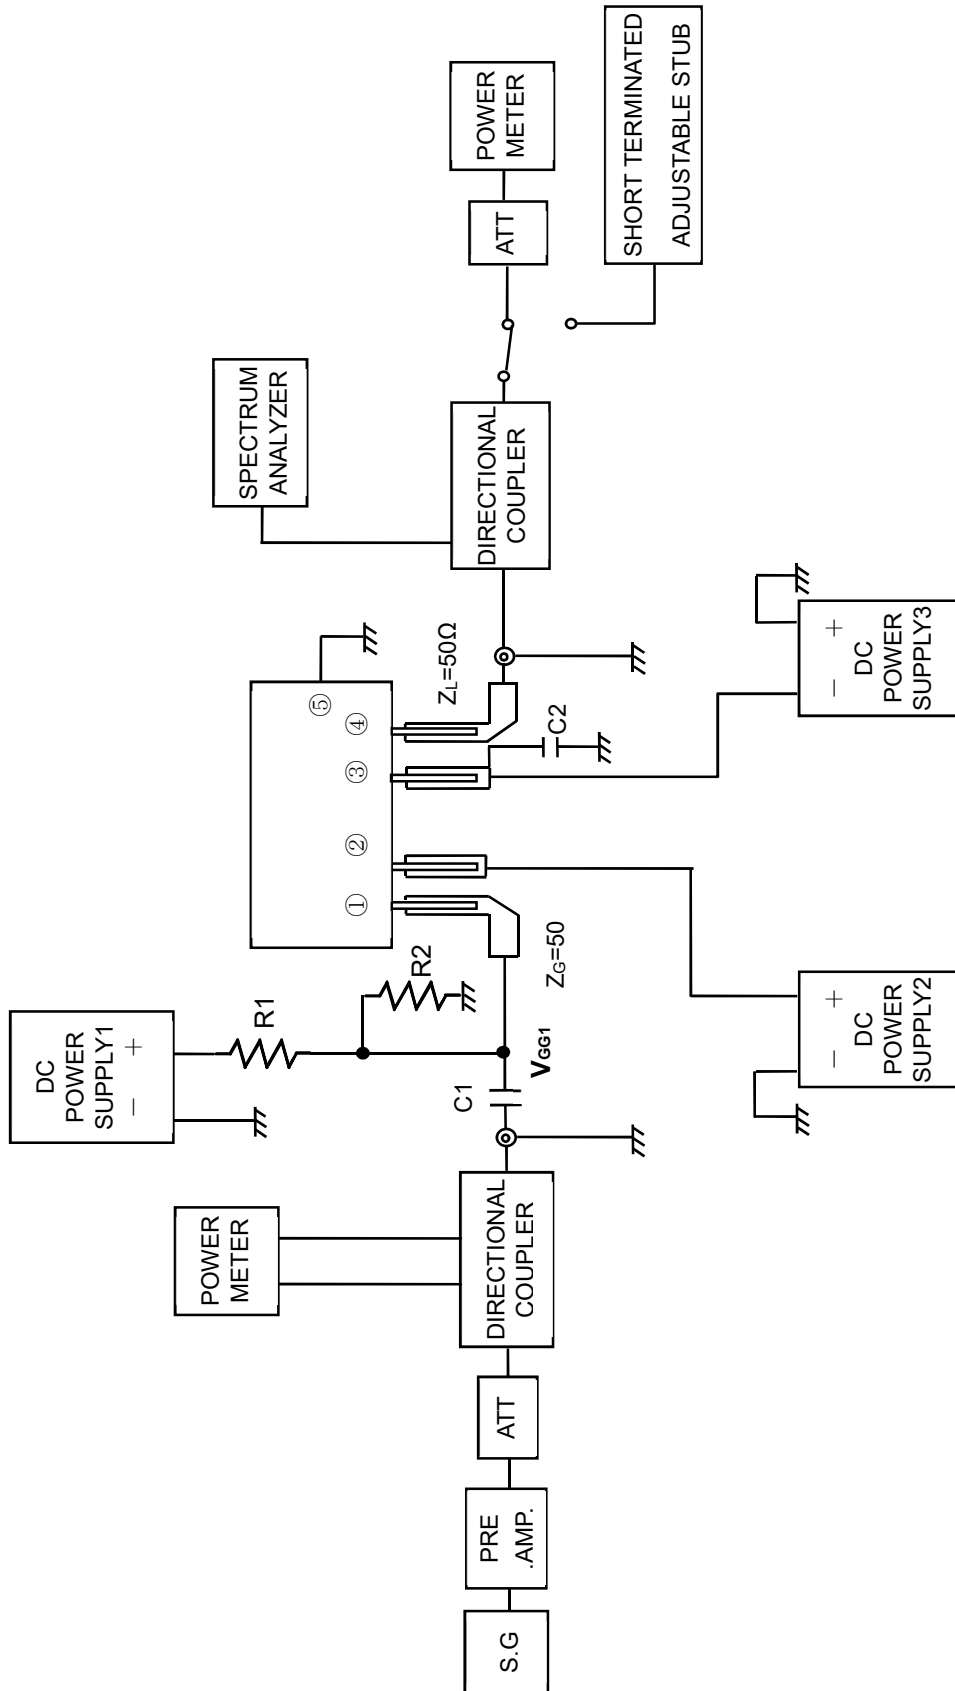 S.G
PRE
.AMP.
ATT
DIRECTIONAL
COUPLER
POWER
METER
DC
POWER
SUPPLY1
− +
R1
R2
C1
VGG1
ZG=50
① ② ③ ④
⑤
ZL=50Ω
C2
DC
POWER
SUPPLY2
− +
DC
POWER
SUPPLY3
− +
DIRECTIONAL
COUPLER
SPECTRUM
ANALYZER
ATT
POWER
METER
SHORT TERMINATED
ADJUSTABLE STUB